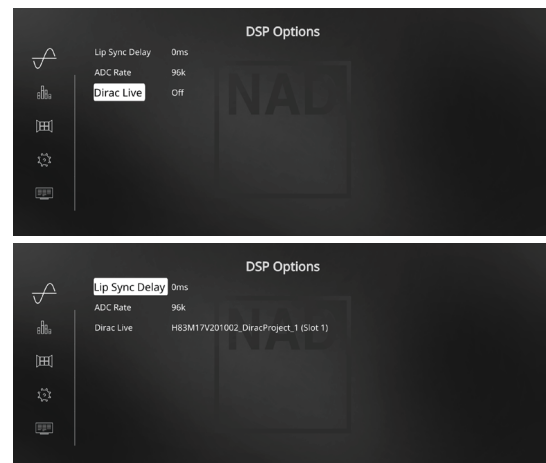 DSP Options
Lip Sync Delay 0ms
ADC Rate 96k
Dirac Live Off
NAD
DSP Options
Lip Sync Delay 0ms
ADC Rate 96k
Dirac Live H83M17V201002_DiracProject_1 (Slot 1)
NAD